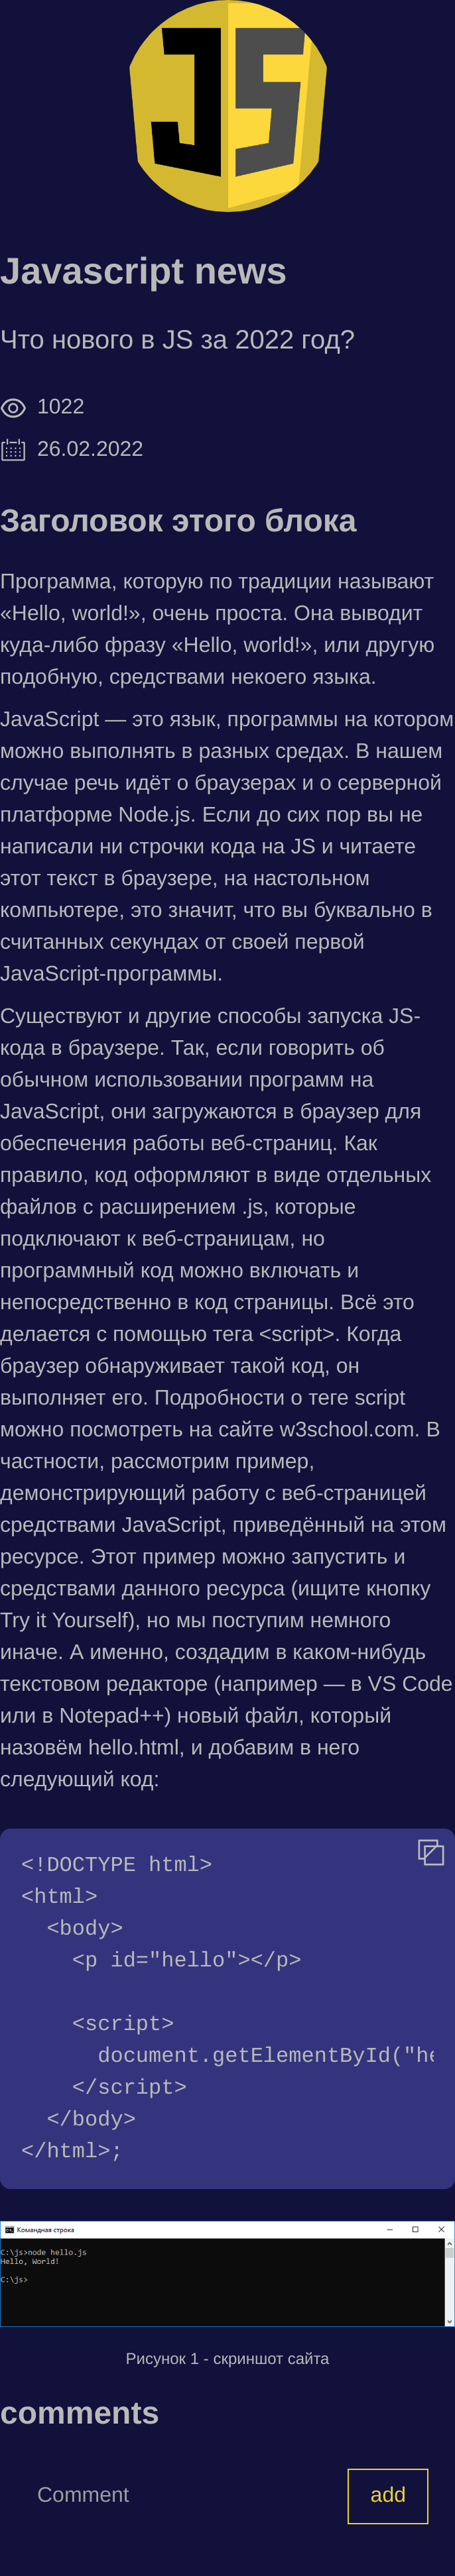 JS
Javascript news
Что нового в JS за 2022 год?
1022
26.02.2022
Заголовок этого блока
Программа, которую по традиции называют
«Hello, world!», очень проста. Она выводит
куда-либо фразу «Hello, world!», или другую
подобную, средствами некоего языка.
JavaScript — это язык, программы на котором
можно выполнять в разных средах. В нашем
случае речь идёт о браузерах и о серверной
платформе Node.js. Если до сих пор вы не
написали ни строчки кода на JS и читаете
этот текст в браузере, на настольном
компьютере, это значит, что вы буквально в
считанных секундах от своей первой
JavaScript-программы.
Существуют и другие способы запуска JS-
кода в браузере. Так, если говорить об
обычном использовании программ на
JavaScript, они загружаются в браузер для
обеспечения работы веб-страниц. Как
правило, код оформляют в виде отдельных
файлов с расширением .js, которые
подключают к веб-страницам, но
программный код можно включать и
непосредственно в код страницы. Всё это
делается с помощью тега <script>. Когда
браузер обнаруживает такой код, он
выполняет его. Подробности о теге script
можно посмотреть на сайте w3school.com. В
частности, рассмотрим пример,
демонстрирующий работу с веб-страницей
средствами JavaScript, приведённый на этом
ресурсе. Этот пример можно запустить и
средствами данного ресурса (ищите кнопку
Try it Yourself), но мы поступим немного
иначе. А именно, создадим в каком-нибудь
текстовом редакторе (например — в VS Code
или в Notepad++) новый файл, который
назовём hello.html, и добавим в него
следующий код:
<!DOCTYPE html>
<html>
  <body>
    <p id="hello"></p>
    <script>
      document.getElementById("he
    </script>
  </body>
</html>;
Командная строка
C:\js>node hello.js
Hello, World!
C:\js>
Рисунок 1 - скриншот сайта
comments
Comment
add